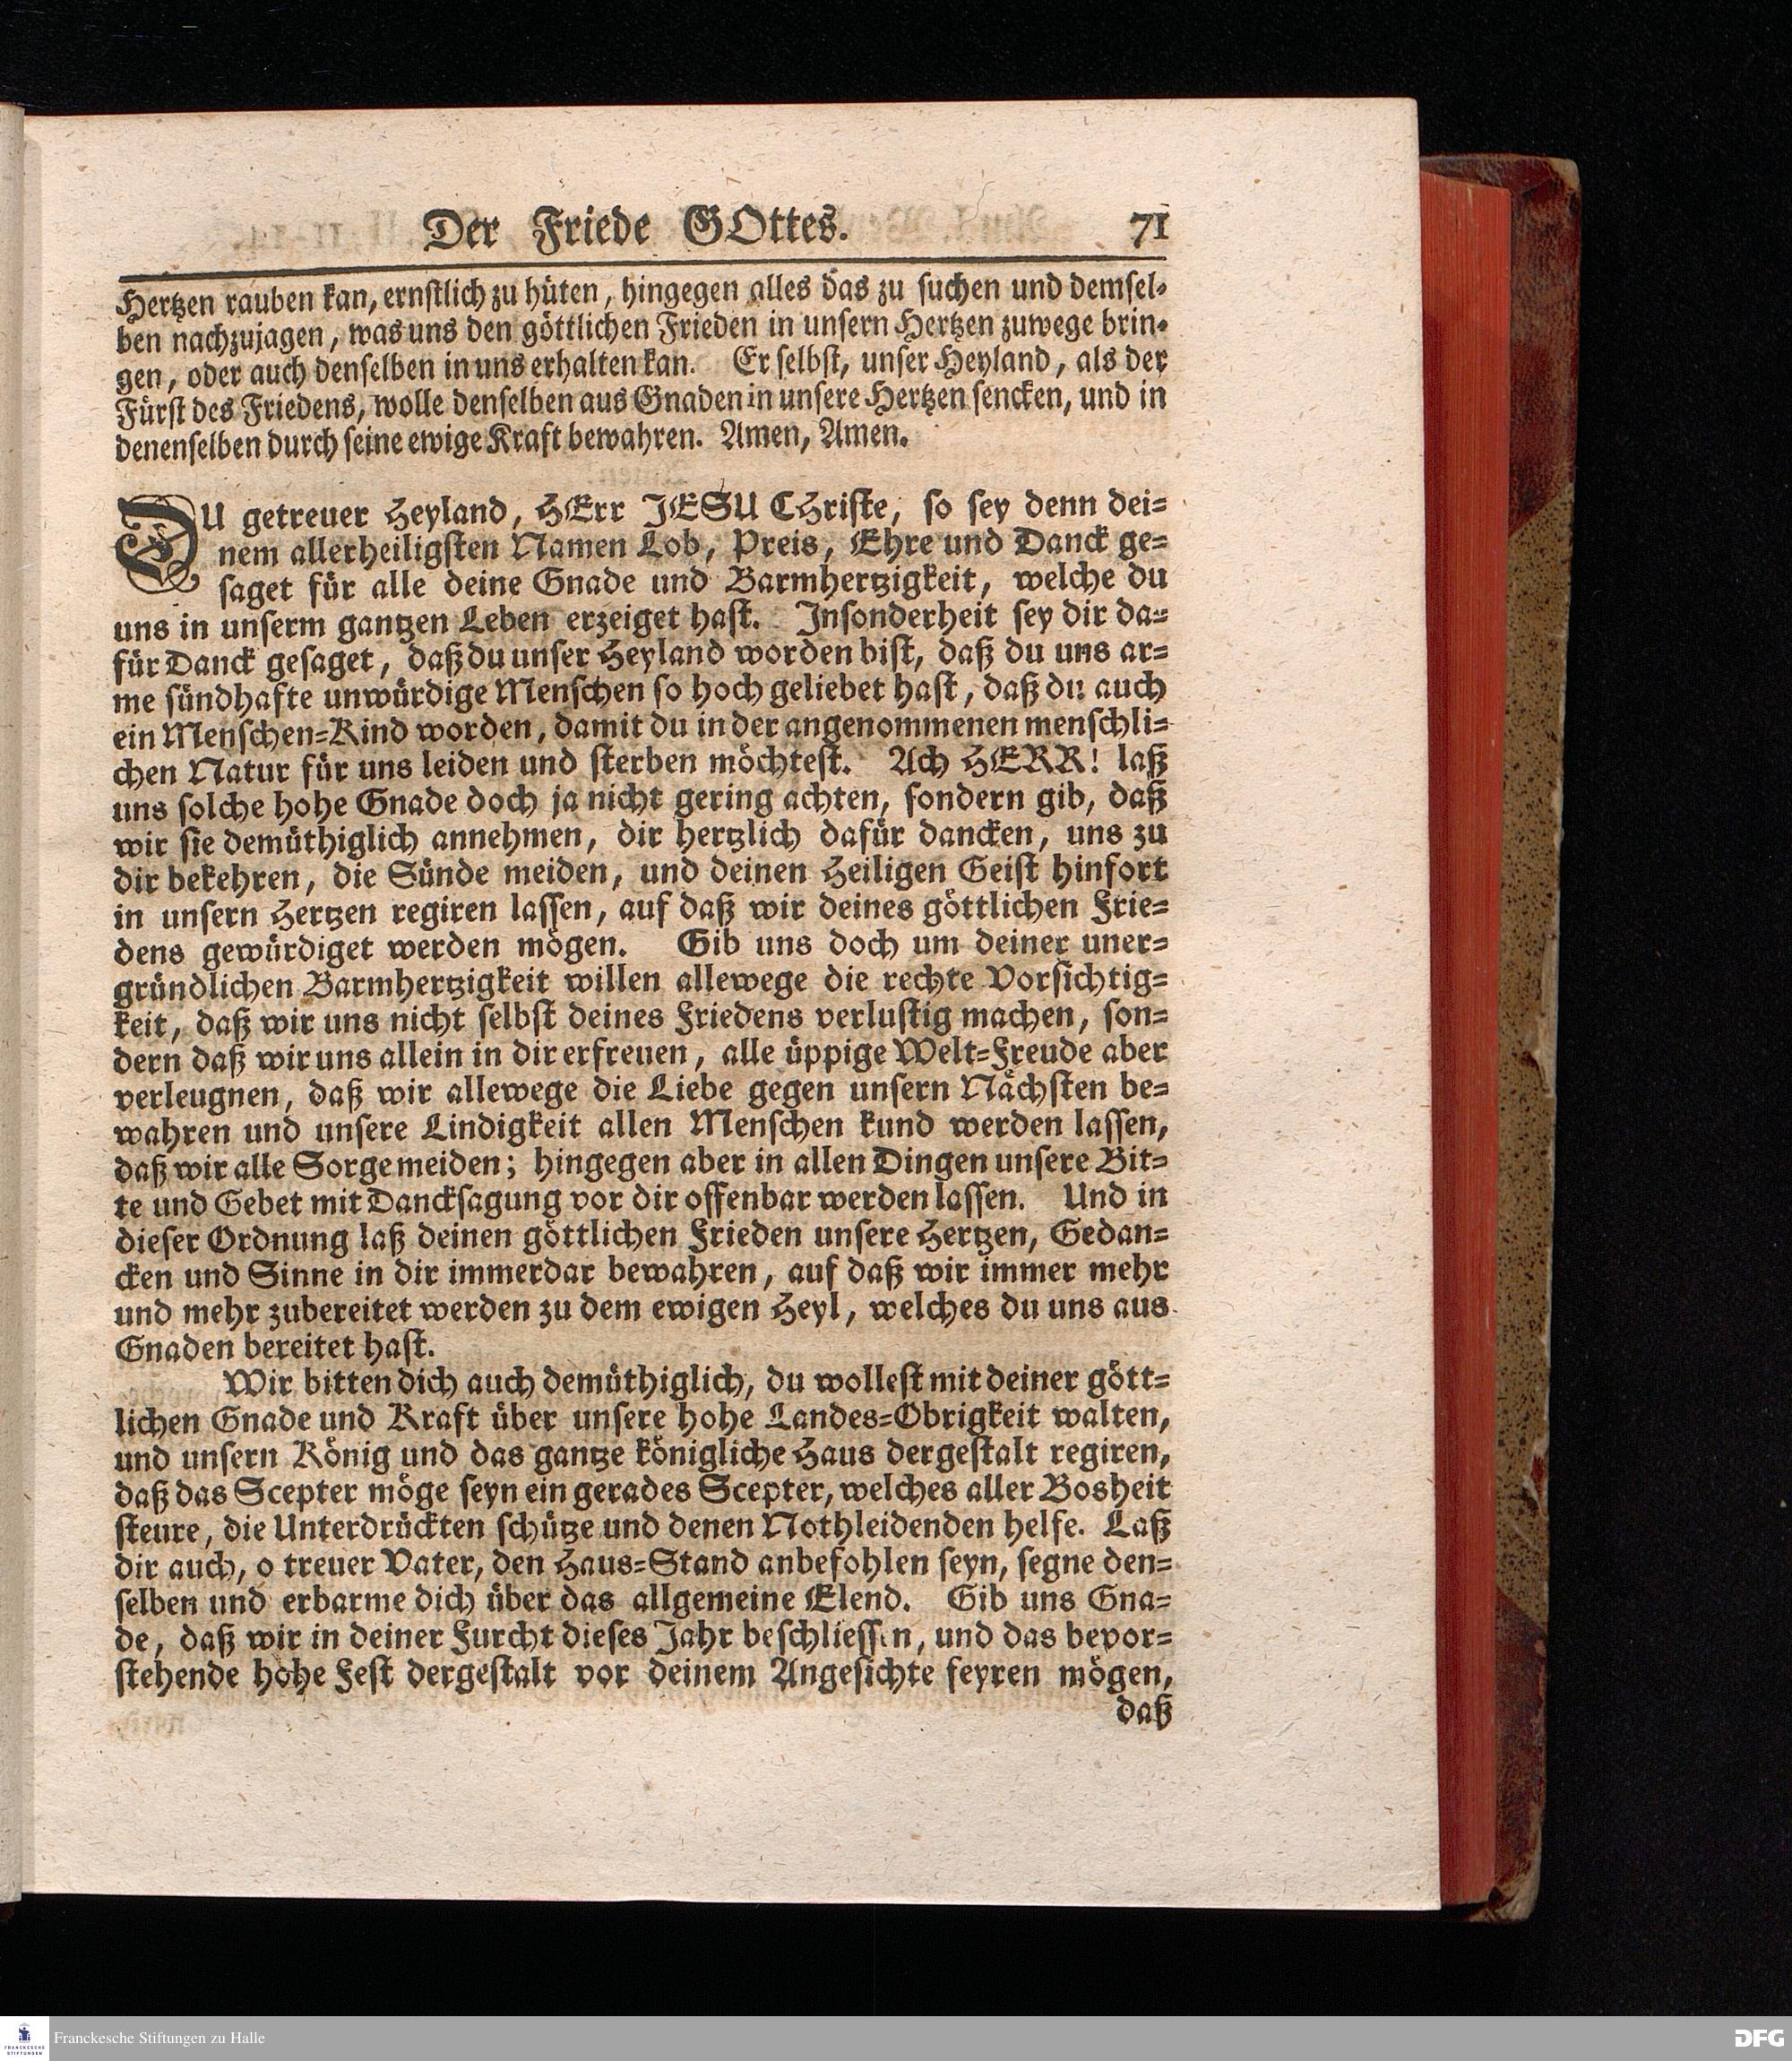 Der Friede GOttes. 71
Hertzen rauben kan, ernstlich zu hüten, hingegen alles das zu suchen und demsel-
ben nachzujagen, was uns den göttlichen Frieden in unsern Hertzen zuwege brin-
gen, oder auch denselben in uns erhalten kan. Er selbst, unser Heyland, als der
Fürst des Friedens, wolle denselben aus Gnaden in unsere Hertzen sencken, und in
denenselben durch seine ewige Kraft bewahren. Amen, Amen.
DU getreuer Heyland, HErr JESU CHriste, so sey denn dei-
nem allerheiligsten Namen Lob, Preis, Ehre und Danck ge-
saget für alle deine Gnade und Barmhertzigkeit, welche du
uns in unserm gantzen Leben erzeiget hast. Insonderheit sey dir da-
für Danck gesaget, daß du unser Heyland worden bist, daß du uns ar-
me sündhafte unwürdige Menschen so hoch geliebet hast, daß du auch
ein Menschen-Kind worden, damit du in der angenommenen menschli-
chen Natur für uns leiden und sterben möchtest. Ach HERR! laß
uns solche hohe Gnade doch ja nicht gering achten, sondern gib, daß
wir sie demüthiglich annehmen, dir hertzlich dafür dancken, uns zu
dir bekehren, die Sünde meiden, und deinen Heiligen Geist hinfort
in unsern Hertzen regiren lassen, auf daß wir deines göttlichen Frie-
dens gewürdiget werden mögen. Gib uns doch um deiner uner-
gründlichen Barmhertzigkeit willen allewege die rechte Vorsichtig-
keit, daß wir uns nicht selbst deines Friedens verlustig machen, son-
dern daß wir uns allein in dir erfreuen, alle üppige Welt-Freude aber
verleugnen, daß wir allewege die Liebe gegen unsern Nächsten be-
wahren und unsere Lindigkeit allen Menschen kund werden lassen,
daß wir alle Sorge meiden; hingegen aber in allen Dingen unsere Bit-
te und Gebet mit Dancksagung vor dir offenbar werden lassen. Und in
dieser Ordnung laß deinen göttlichen Frieden unsere Hertzen, Gedan-
cken und Sinne in dir immerdar bewahren, auf daß wir immer mehr
und mehr zubereitet werden zu dem ewigen Heyl, welches du uns aus
Gnaden bereitet hast.
Wir bitten dich auch demüthiglich, du wollest mit deiner gött-
lichen Gnade und Kraft über unsere hohe Landes-Obrigkeit walten,
und unsern König und das gantze königliche Haus dergestalt regiren,
daß das Scepter möge seyn ein gerades Scepter, welches aller Bosheit
steure, die Unterdrückten schütze und denen Nothleidenden helfe. Laß
dir auch, o treuer Vater, den Haus-Stand anbefohlen seyn, segne den-
selben und erbarme dich über das allgemeine Elend. Gib uns Gna-
de, daß wir in deiner Furcht dieses Jahr beschliessen, und das bevor-
stehende hohe Fest dergestalt vor deinem Angesichte feyren mögen,
daß
FRANCKESCHE
STIFTUNGEN
Franckesche Stiftungen zu Halle
DFG